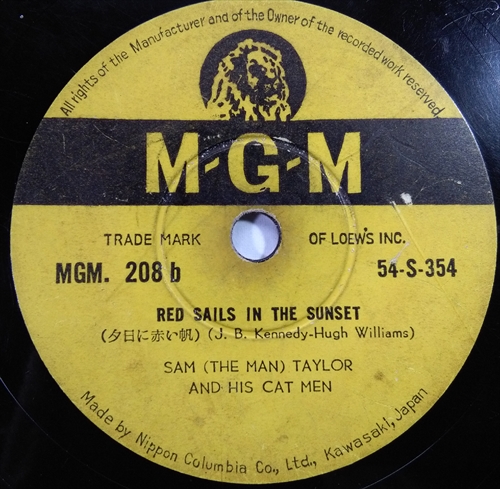 All rights of the Manufacturer and of the Owner of the recorded work reserved
M-G-M
TRADE MARK OF LOEW'S INC.
MGM. 208 b 54-S-354
RED SAILS IN THE SUNSET
(夕日に赤い帆) (J. B. Kennedy-Hugh Williams)
SAM (THE MAN) TAYLOR
AND HIS CAT MEN
Made by Nippon Columbia Co., Ltd., Kawasaki, Japan